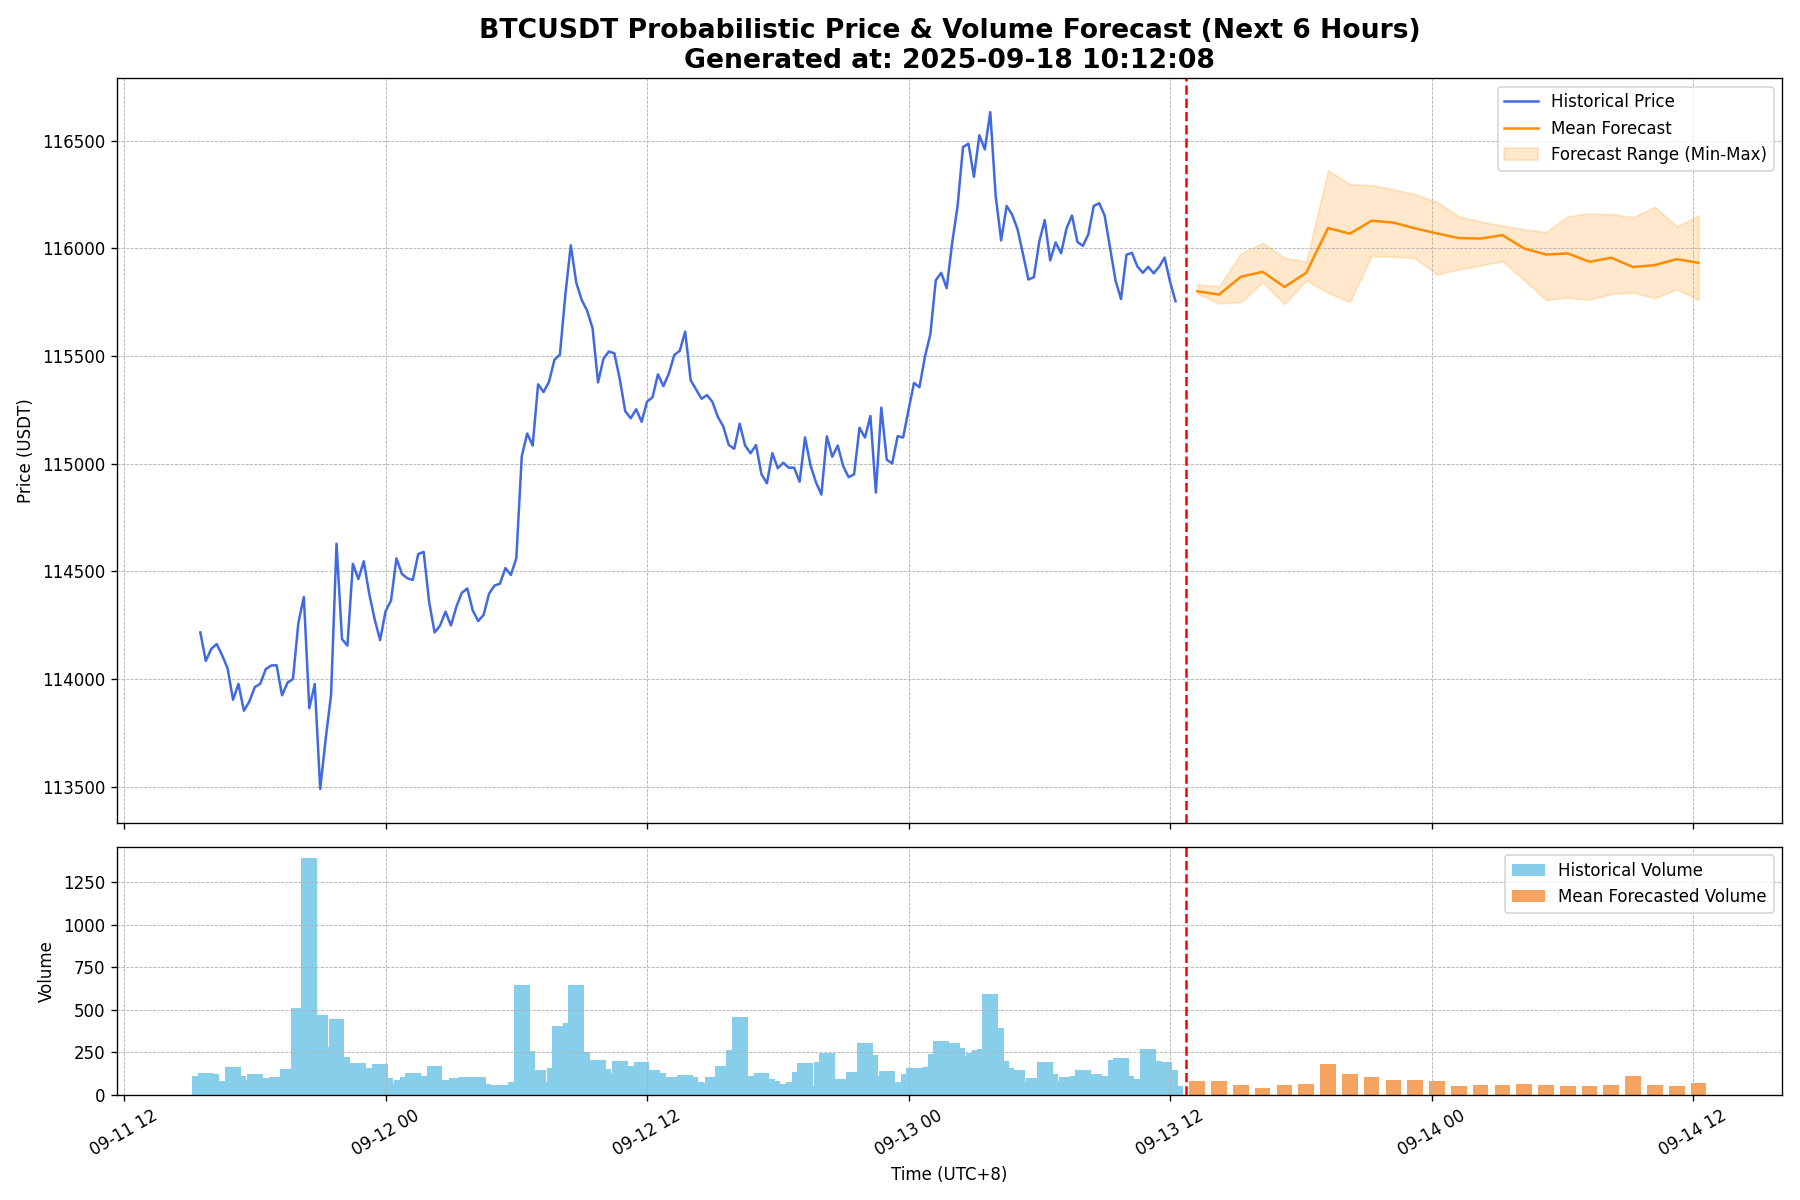 BTCUSDT Probabilistic Price & Volume Forecast (Next 6 Hours)
Generated at: 2025-09-18 10:12:08
Historical Price
Mean Forecast
Forecast Range (Min-Max)
Price (USDT)
116500
116000
115500
115000
114500
114000
113500
Historical Volume
Mean Forecasted Volume
Volume
1250
1000
750
500
250
0
09-11 12
09-12 00
09-12 12
09-13 00
09-13 12
09-14 00
09-14 12
Time (UTC+8)